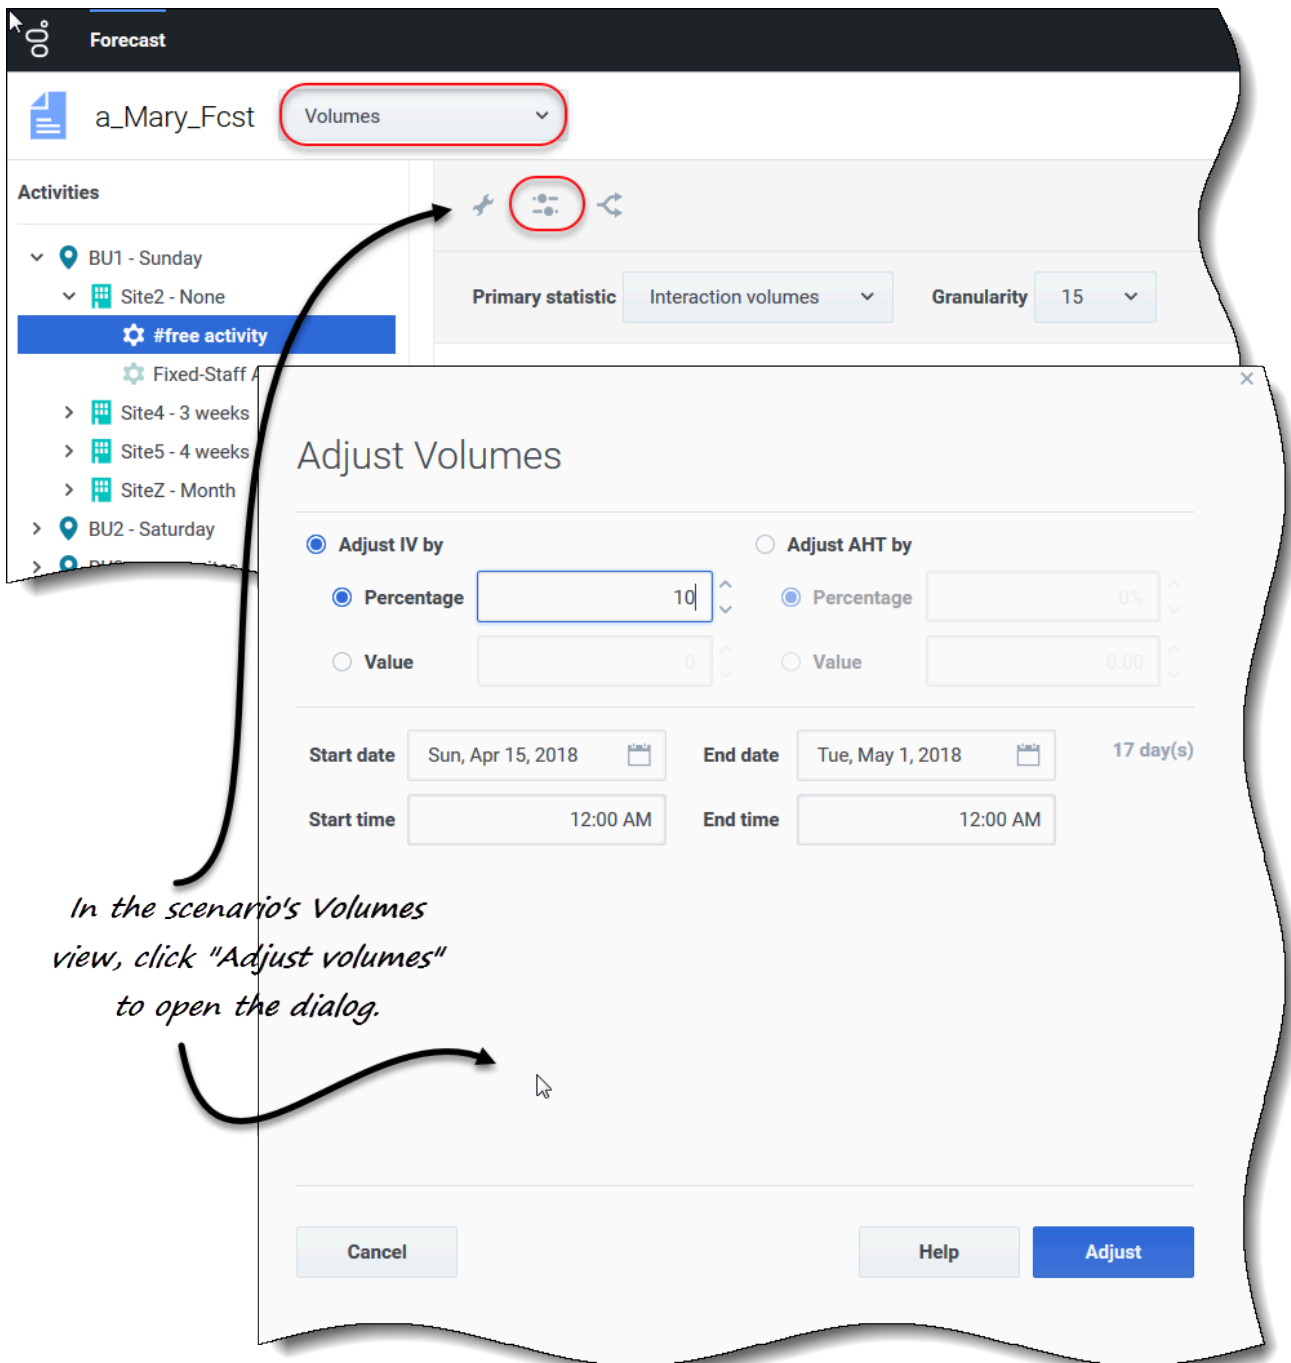 Forecast
a_Mary_Fcst Volumes
Activities
BU1 - Sunday
Site2 - None
Primary statistic Interaction volumes Granularity 15
#free activity
Fixed-Staff A
Site4 - 3 weeks
Site5 - 4 weeks
SiteZ - Month
BU2 - Saturday
Adjust Volumes
Adjust IV by Adjust AHT by
Percentage 10 Percentage 0%
Value 0 Value 0.00
Start date Sun, Apr 15, 2018 End date Tue, May 1, 2018 17 day(s)
Start time 12:00 AM End time 12:00 AM
In the scenario's Volumes
view, click "Adjust volumes"
to open the dialog.
Cancel Help Adjust